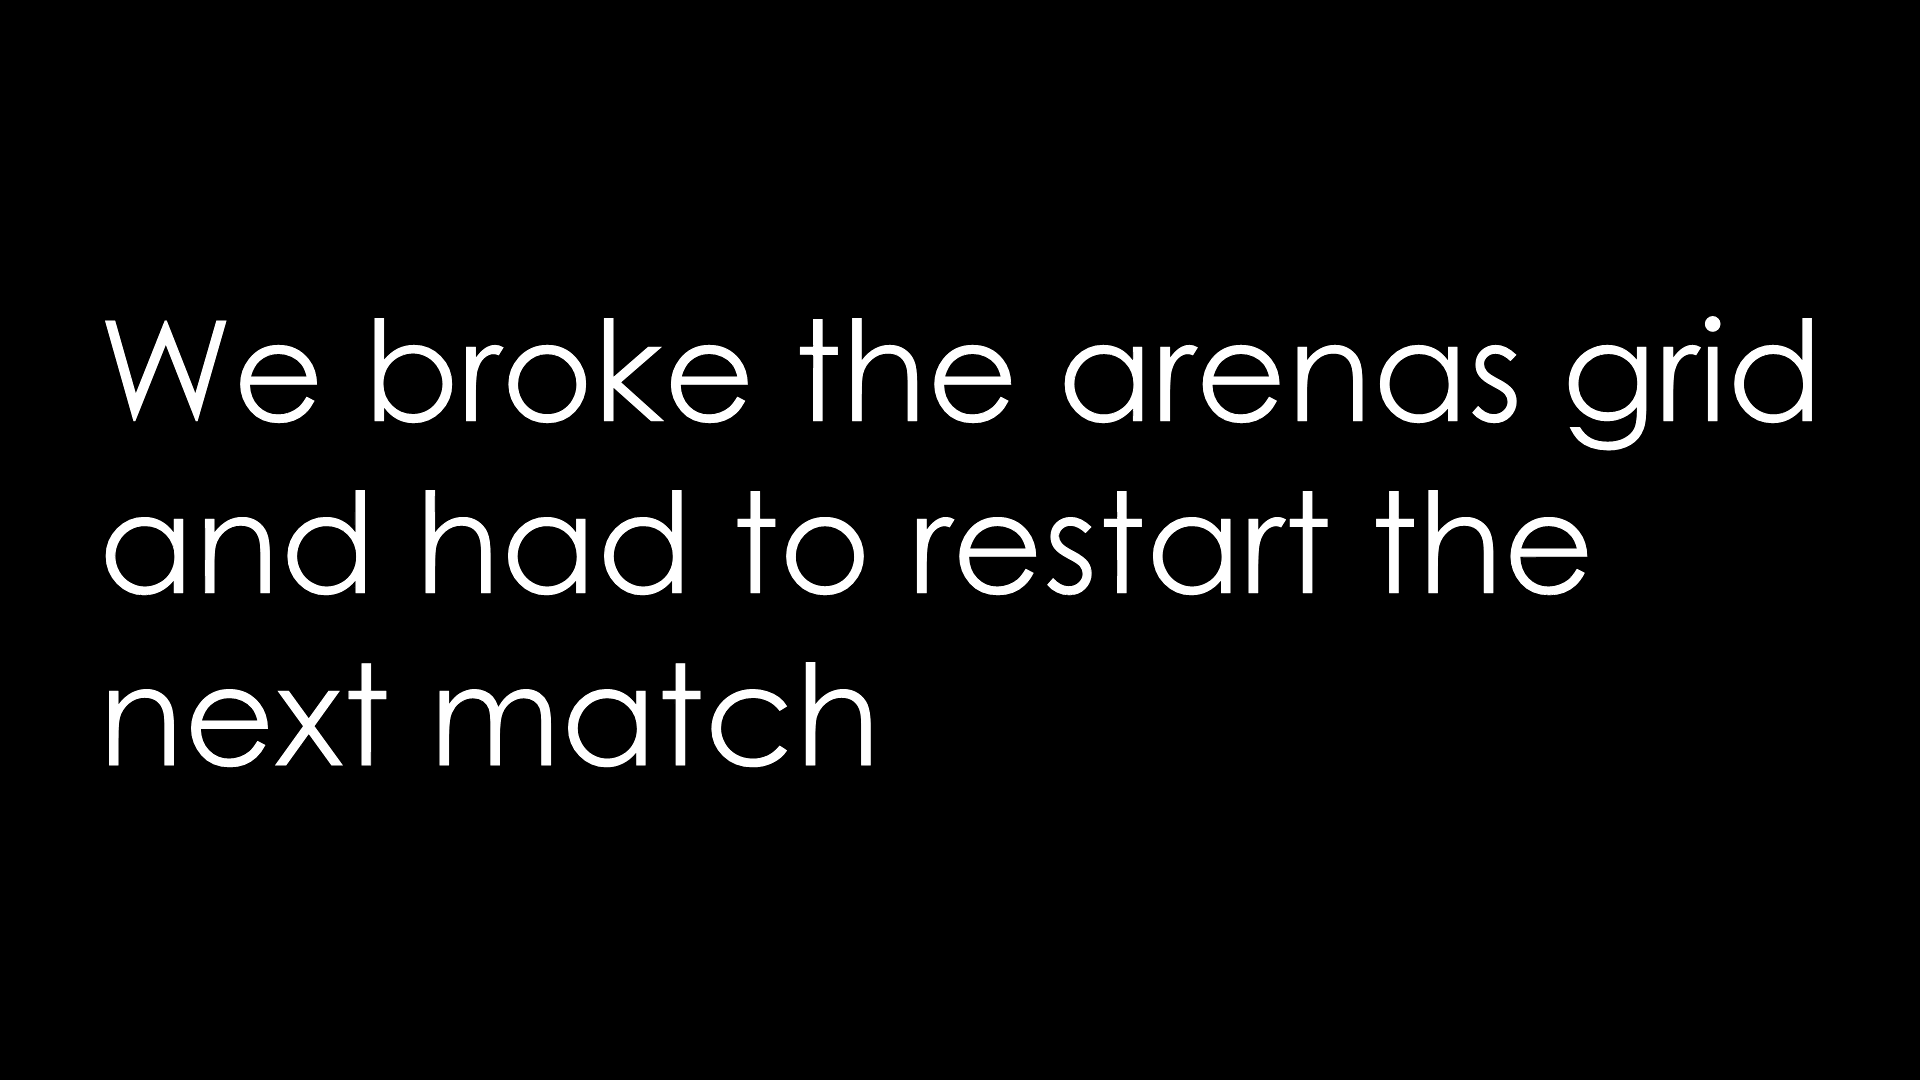 We broke the arenas grid
and had to restart the
next match